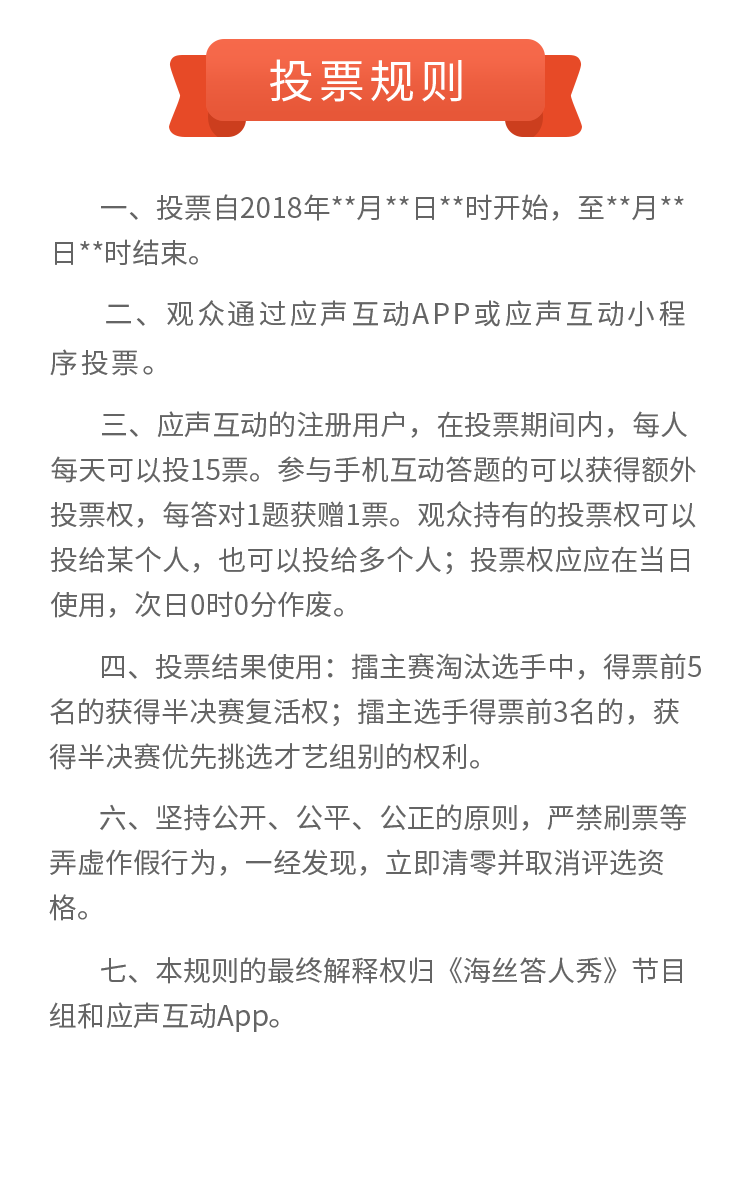 投票规则
一、投票自2018年**月**日**时开始，至**月**
日**时结束。
二、观众通过应声互动APP或应声互动小程
序投票。
三、应声互动的注册用户，在投票期间内，每人
每天可以投15票。参与手机互动答题的可以获得额外
投票权，每答对1题获赠1票。观众持有的投票权可以
投给某个人，也可以投给多个人；投票权应应在当日
使用，次日0时0分作废。
四、投票结果使用：擂主赛淘汰选手中，得票前5
名的获得半决赛复活权；擂主选手得票前3名的，获
得半决赛优先挑选才艺组别的权利。
六、坚持公开、公平、公正的原则，严禁刷票等
弄虚作假行为，一经发现，立即清零并取消评选资
格。
七、本规则的最终解释权归《海丝答人秀》节目
组和应声互动App。